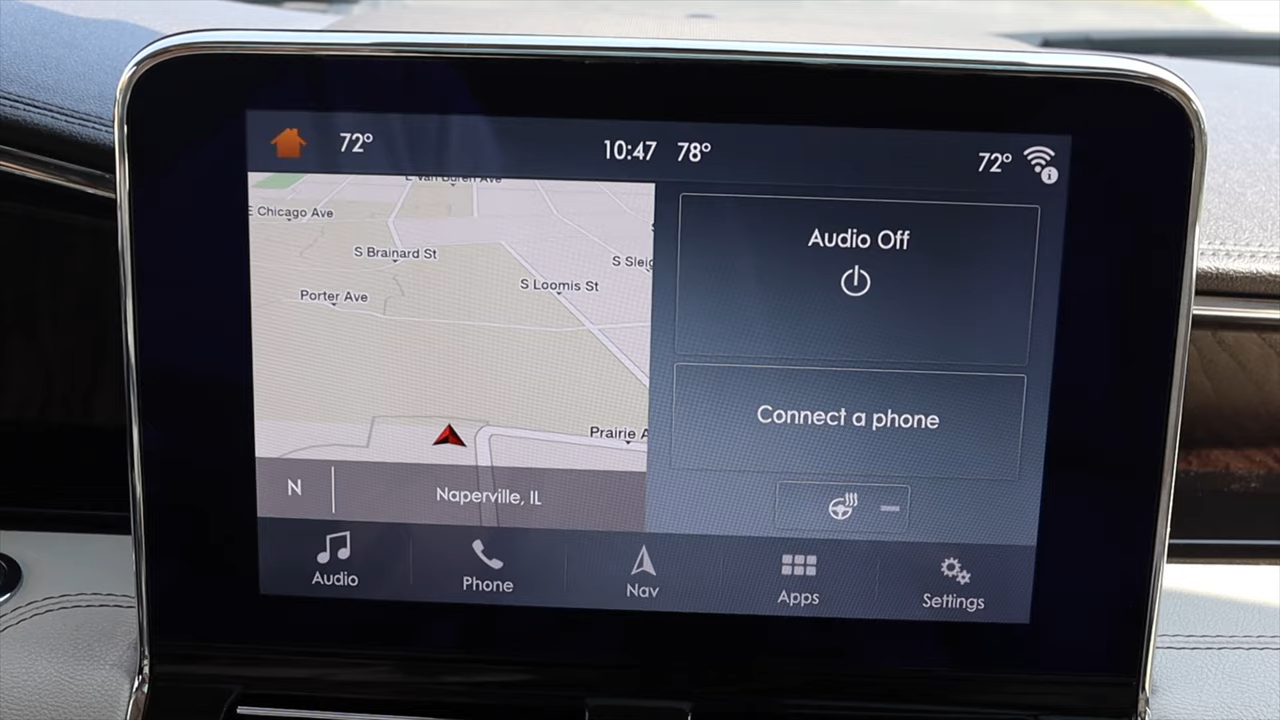 72°
10:47 78°
72°
E Van Buren Ave
E Chicago Ave
S Brainard St
S Sleig
S Loomis St
Porter Ave
Prairie A
N
Naperville, IL
Audio Off
Connect a phone
Audio
Phone
Nav
Apps
Settings